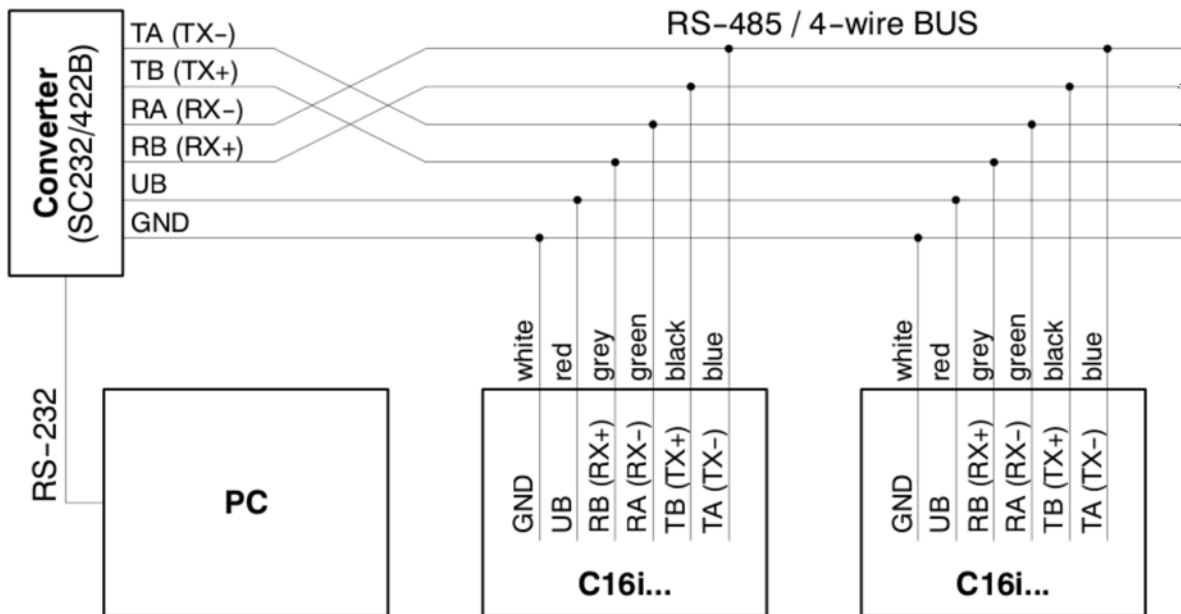 RS-485 / 4-wire BUS
Converter
(SC232/422B)
TA (TX-)
TB (TX+)
RA (RX-)
RB (RX+)
UB
GND
RS-232
PC
white
red
grey
green
black
blue
GND
UB
RB (RX+)
RA (RX-)
TB (TX+)
TA (TX-)
C16i...
white
red
grey
green
black
blue
GND
UB
RB (RX+)
RA (RX-)
TB (TX+)
TA (TX-)
C16i...